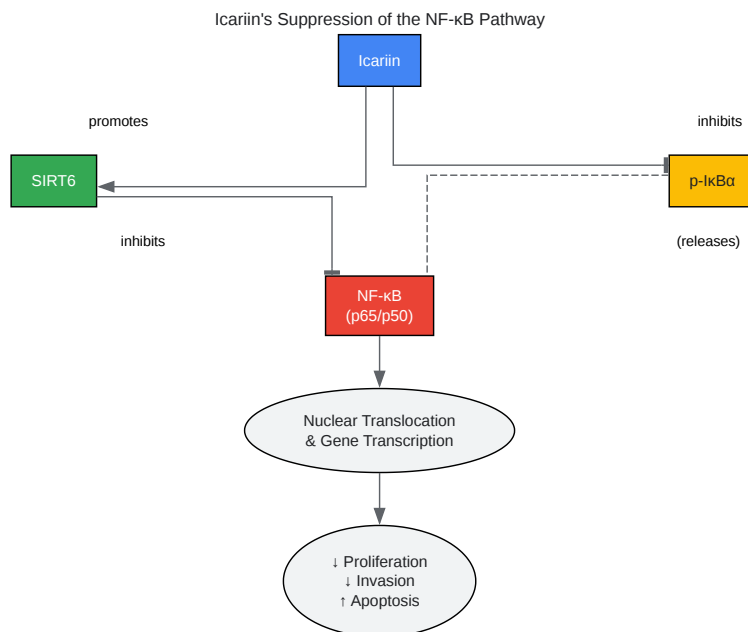 Icariin's Suppression of the NF-κB Pathway
Icariin
promotes
inhibits
SIRT6
p-IκBα
inhibits
(releases)
NF-κB
(p65/p50)
Nuclear Translocation
& Gene Transcription
↓ Proliferation
↓ Invasion
↑ Apoptosis